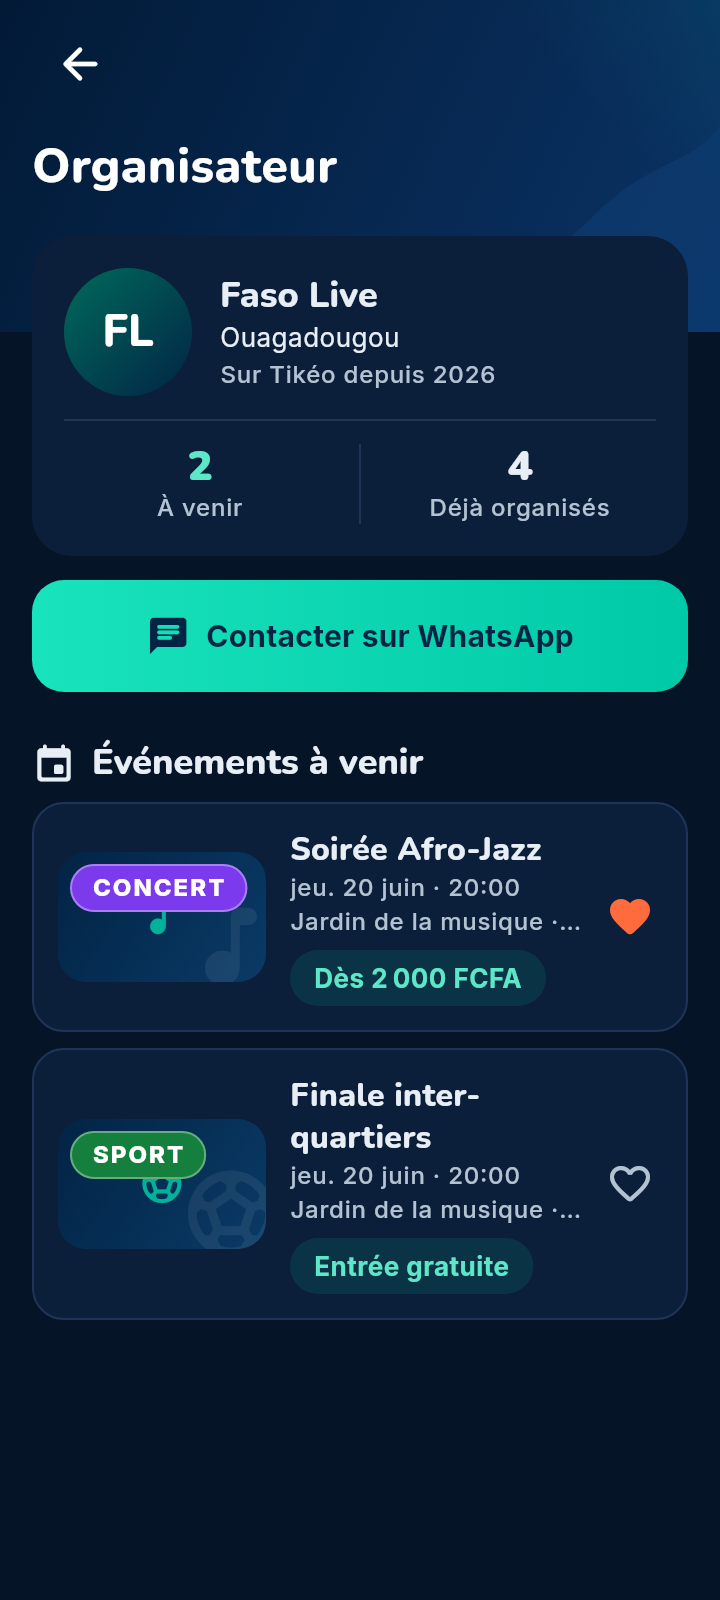 Organisateur
FL
Faso Live
Ouagadougou
Sur Tikéo depuis 2026
2
À venir
4
Déjà organisés
Contacter sur WhatsApp
Événements à venir
CONCERT
Soirée Afro-Jazz
jeu. 20 juin · 20:00
Jardin de la musique ·...
Dès 2 000 FCFA
SPORT
Finale inter-
quartiers
jeu. 20 juin · 20:00
Jardin de la musique ·...
Entrée gratuite